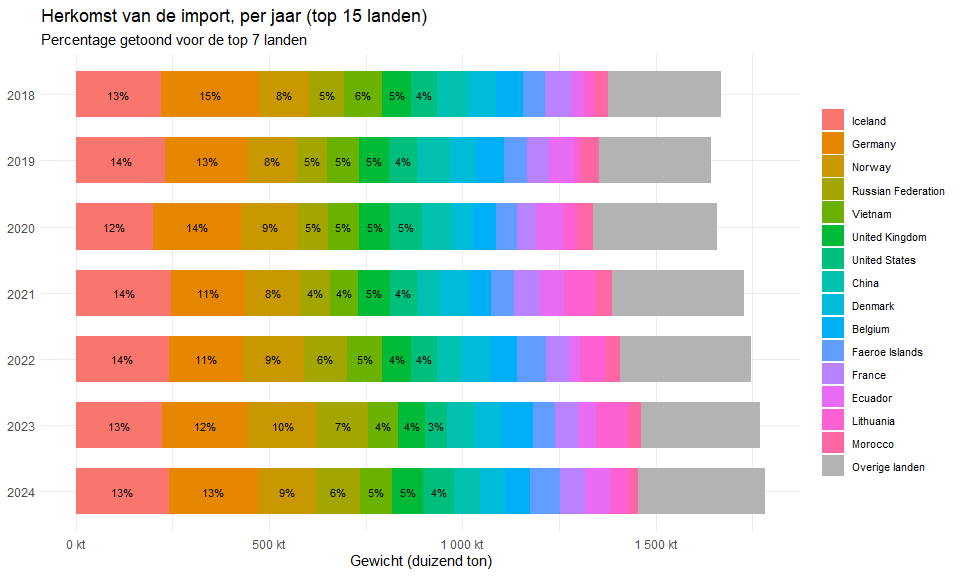 Herkomst van de import, per jaar (top 15 landen)
Percentage getoond voor de top 7 landen
2018 13% 15% 8% 5% 6% 5% 4%
2019 14% 13% 8% 5% 5% 5% 4%
2020 12% 14% 9% 5% 5% 5% 5%
2021 14% 11% 8% 4% 4% 5% 4%
2022 14% 11% 9% 6% 5% 4% 4%
2023 13% 12% 10% 7% 4% 4% 3%
2024 13% 13% 9% 6% 5% 5% 4%
0 kt 500 kt 1 000 kt 1 500 kt
Gewicht (duizend ton)
Iceland
Germany
Norway
Russian Federation
Vietnam
United Kingdom
United States
China
Denmark
Belgium
Faeroe Islands
France
Ecuador
Lithuania
Morocco
Overige landen